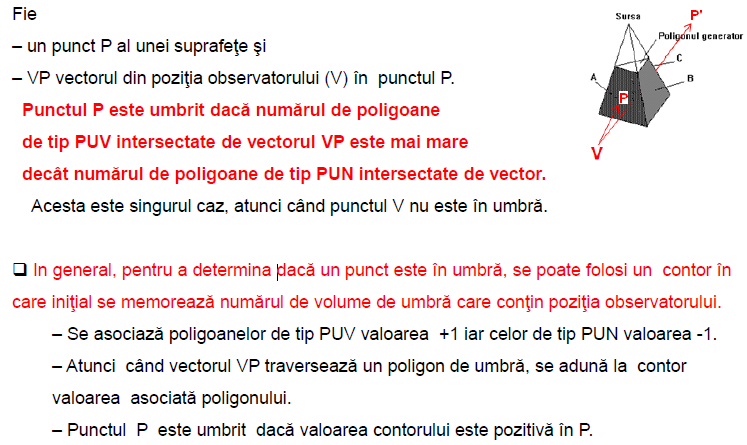 Fie
– un punct P al unei suprafeţe şi
– VP vectorul din poziţia observatorului (V) în punctul P.
Punctul P este umbrit dacă numărul de poligoane
de tip PUV intersectate de vectorul VP este mai mare
decât numărul de poligoane de tip PUN intersectate de vector.
Acesta este singurul caz, atunci când punctul V nu este în umbră.
Sursa
P'
Poligonul generator
C
A
B
P
V
❑ In general, pentru a determina dacă un punct este în umbră, se poate folosi un contor în
care iniţial se memorează numărul de volume de umbră care conţin poziţia observatorului.
– Se asociază poligoanelor de tip PUV valoarea +1 iar celor de tip PUN valoarea -1.
– Atunci când vectorul VP traversează un poligon de umbră, se adună la contor
valoarea asociată poligonului.
– Punctul P este umbrit dacă valoarea contorului este pozitivă în P.